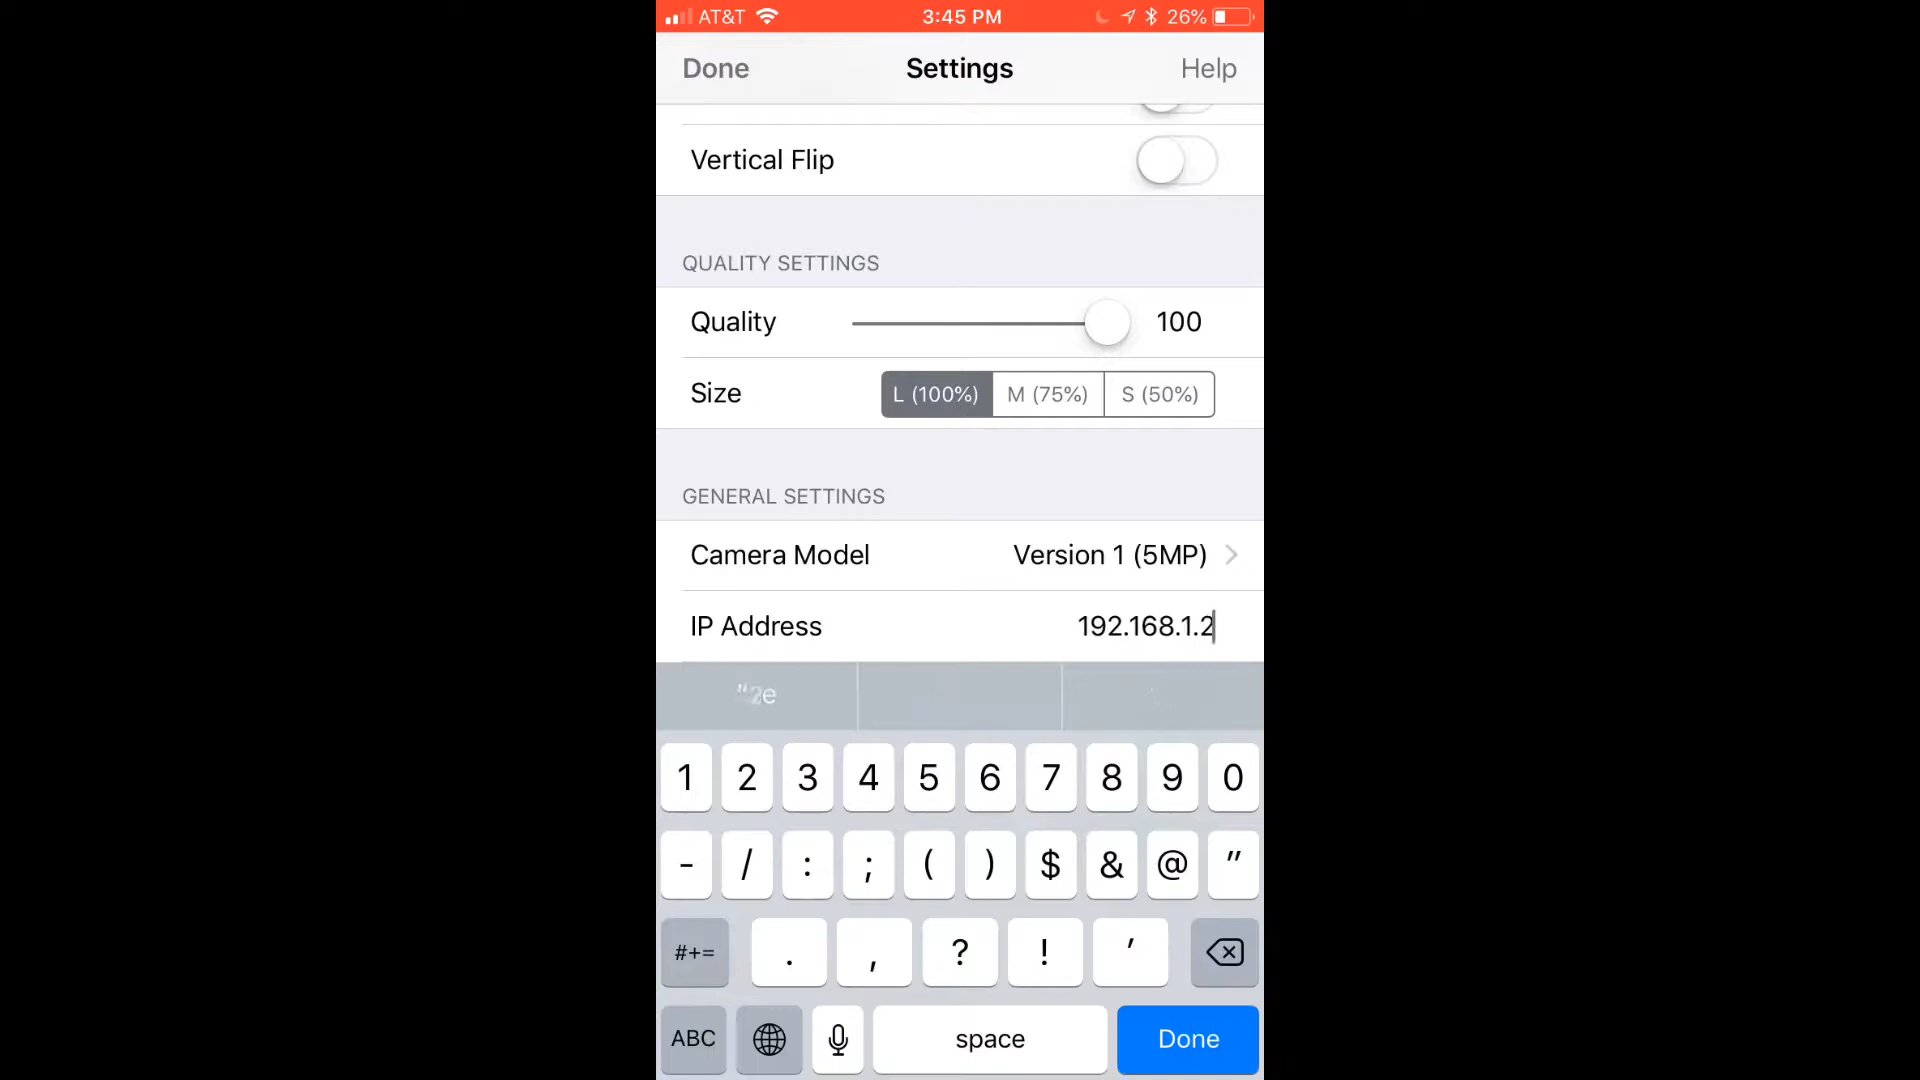 AT&T 3:45 PM 26%
Done Settings Help
Vertical Flip
QUALITY SETTINGS
Quality 100
Size L (100%) M (75%) S (50%)
GENERAL SETTINGS
Camera Model Version 1 (5MP)
IP Address 192.168.1.2
1 2 3 4 5 6 7 8 9 0
- / : ; ( ) $ & @ "
#+= . , ? ! '
ABC space Done